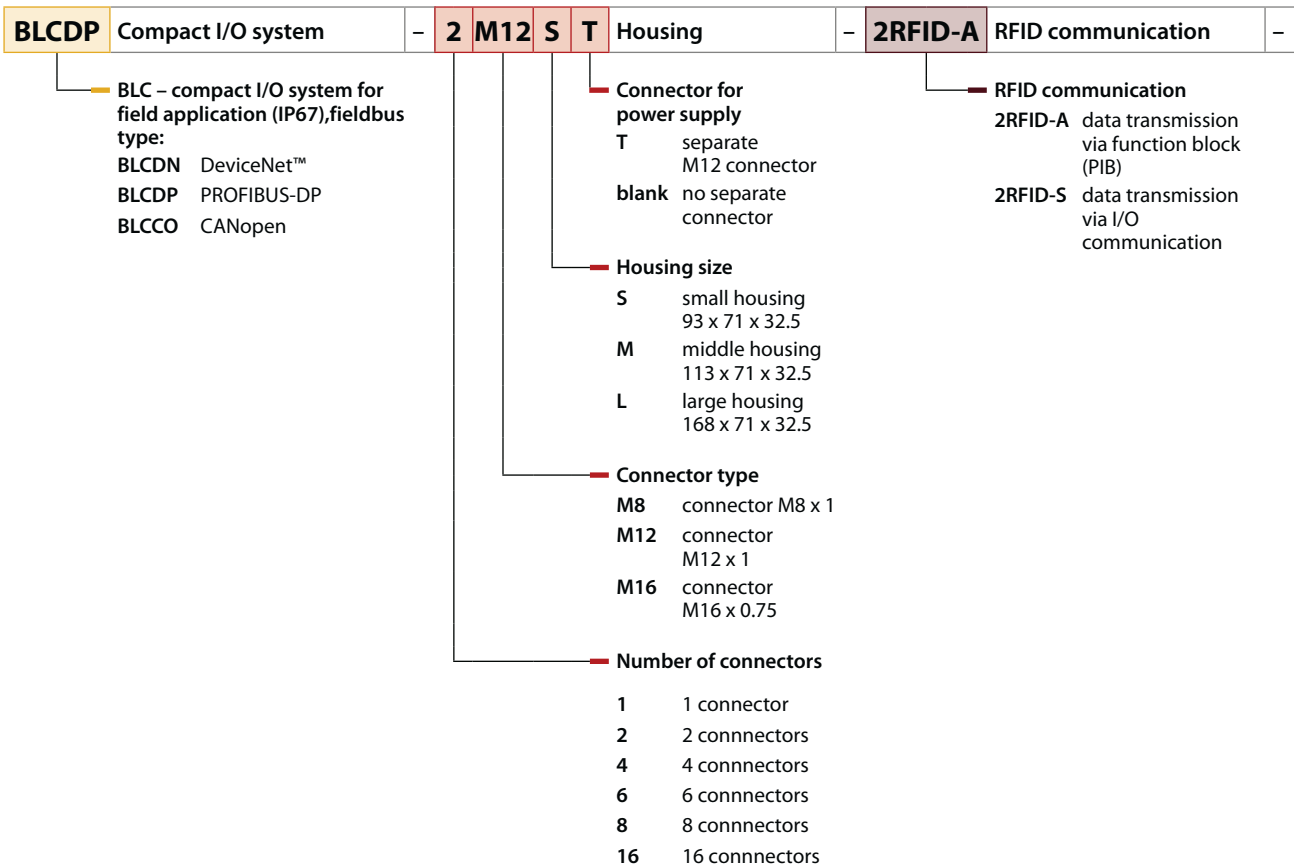 BLCDP Compact I/O system – 2 M12 S T Housing – 2RFID-A RFID communication –
BLC – compact I/O system for
field application (IP67),fieldbus
type:
BLCDN DeviceNet™
BLCDP PROFIBUS-DP
BLCCO CANopen
Connector for
power supply
T separate
M12 connector
blank no separate
connector
Housing size
S small housing
93 x 71 x 32.5
M middle housing
113 x 71 x 32.5
L large housing
168 x 71 x 32.5
Connector type
M8 connector M8 x 1
M12 connector
M12 x 1
M16 connector
M16 x 0.75
Number of connectors
1 1 connector
2 2 connnectors
4 4 connnectors
6 6 connnectors
8 8 connnectors
16 16 connnectors
RFID communication
2RFID-A data transmission
via function block
(PIB)
2RFID-S data transmission
via I/O
communication